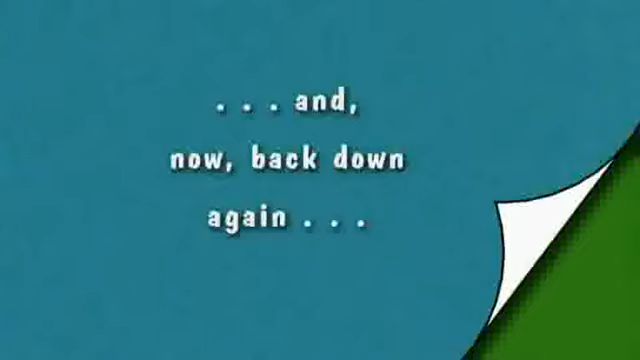 . . . and,
now, back down
again . . .